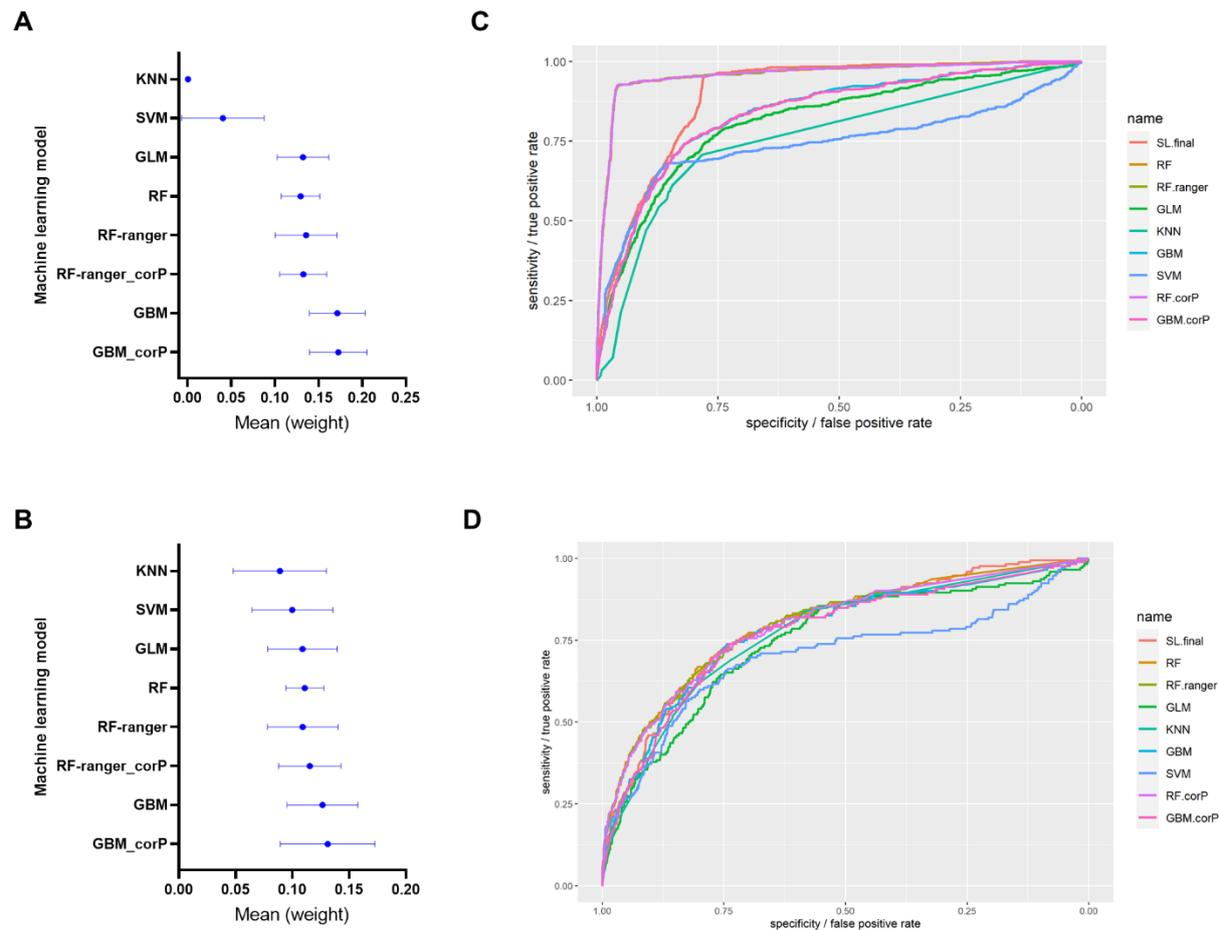 A
KNN
SVM
GLM
RF
RF-ranger
RF-ranger_corP
GBM
GBM_corP
Machine learning model
0.00 0.05 0.10 0.15 0.20 0.25
Mean (weight)
C
1.00
0.75
0.50
0.25
0.00
sensitivity / true positive rate
1.00 0.75 0.50 0.25 0.00
specificity / false positive rate
name
SL.final
RF
RF.ranger
GLM
KNN
GBM
SVM
RF.corP
GBM.corP
B
KNN
SVM
GLM
RF
RF-ranger
RF-ranger_corP
GBM
GBM_corP
Machine learning model
0.00 0.05 0.10 0.15 0.20
Mean (weight)
D
1.00
0.75
0.50
0.25
0.00
sensitivity / true positive rate
1.00 0.75 0.50 0.25 0.00
specificity / false positive rate
name
SL.final
RF
RF.ranger
GLM
KNN
GBM
SVM
RF.corP
GBM.corP